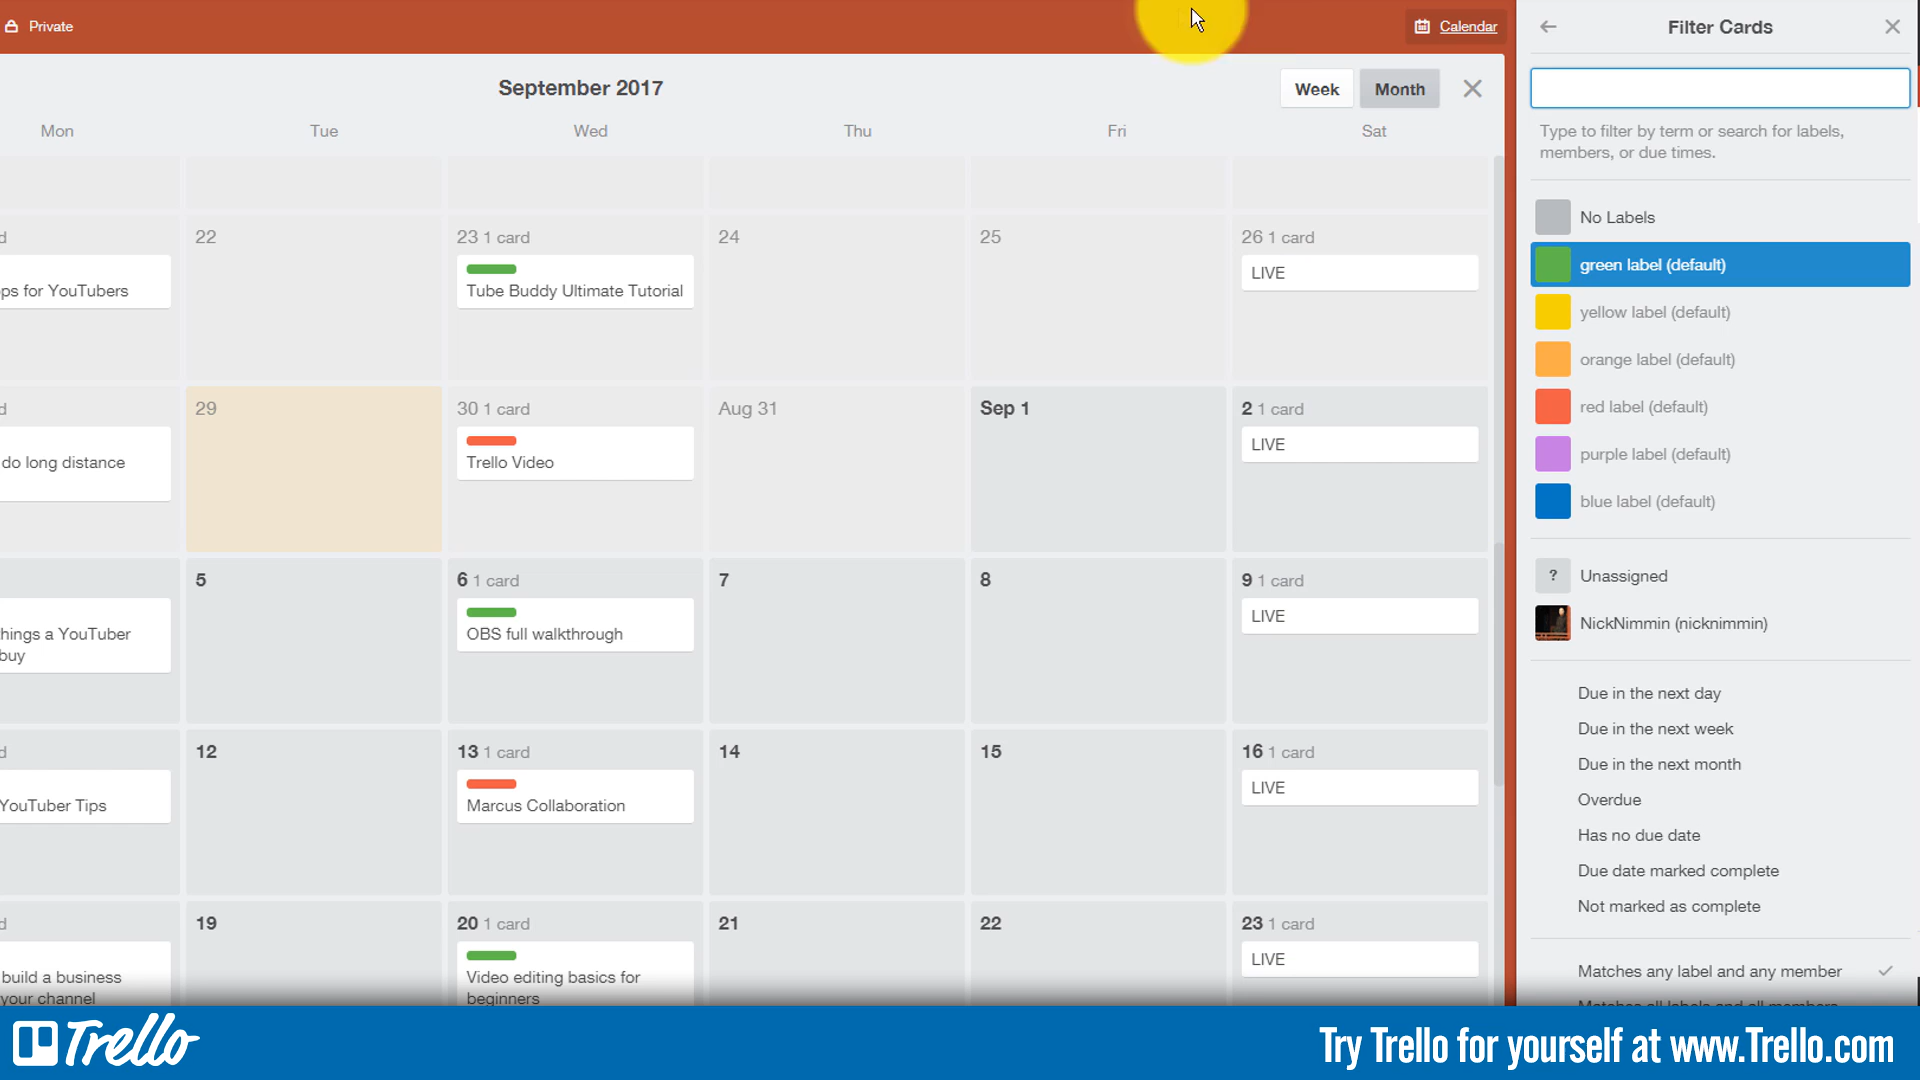 Private
Calendar
September 2017
Week
Month
Mon
Tue
Wed
Thu
Fri
Sat
22
23 1 card
24
25
26 1 card
ps for YouTubers
Tube Buddy Ultimate Tutorial
LIVE
29
30 1 card
Aug 31
Sep 1
2 1 card
do long distance
Trello Video
LIVE
5
6 1 card
7
8
9 1 card
hings a YouTuber
buy
OBS full walkthrough
LIVE
12
13 1 card
14
15
16 1 card
YouTuber Tips
Marcus Collaboration
LIVE
19
20 1 card
21
22
23 1 card
build a business
your channel
Video editing basics for
beginners
LIVE
Filter Cards
Type to filter by term or search for labels,
members, or due times.
No Labels
green label (default)
yellow label (default)
orange label (default)
red label (default)
purple label (default)
blue label (default)
? Unassigned
NickNimmin (nicknimmin)
Due in the next day
Due in the next week
Due in the next month
Overdue
Has no due date
Due date marked complete
Not marked as complete
Matches any label and any member
Matches all labels and all members
Trello
Try Trello for yourself at www.Trello.com